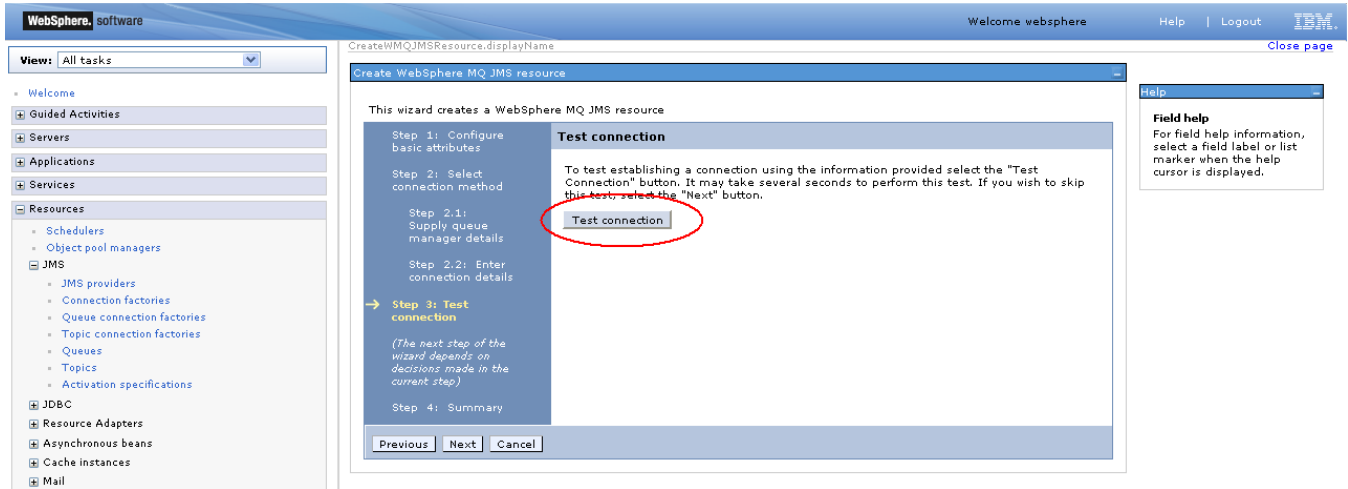 WebSphere. software
Welcome websphere
Help | Logout
IBM.
View: All tasks
Welcome
Guided Activities
Servers
Applications
Services
Resources
Schedulers
Object pool managers
JMS
JMS providers
Connection factories
Queue connection factories
Topic connection factories
Queues
Topics
Activation specifications
JDBC
Resource Adapters
Asynchronous beans
Cache instances
Mail
CreateWMQJMSResource.displayName
Close page
Create WebSphere MQ JMS resource
This wizard creates a WebSphere MQ JMS resource
Step 1: Configure
basic attributes
Step 2: Select
connection method
Step 2.1:
Supply queue
manager details
Step 2.2: Enter
connection details
Step 3: Test
connection
(The next step of the
wizard depends on
decisions made in the
current step)
Step 4: Summary
Test connection
To test establishing a connection using the information provided select the "Test
Connection" button. It may take several seconds to perform this test. If you wish to skip
this test, select the "Next" button.
Test connection
Previous Next Cancel
Help
Field help
For field help information,
select a field label or list
marker when the help
cursor is displayed.